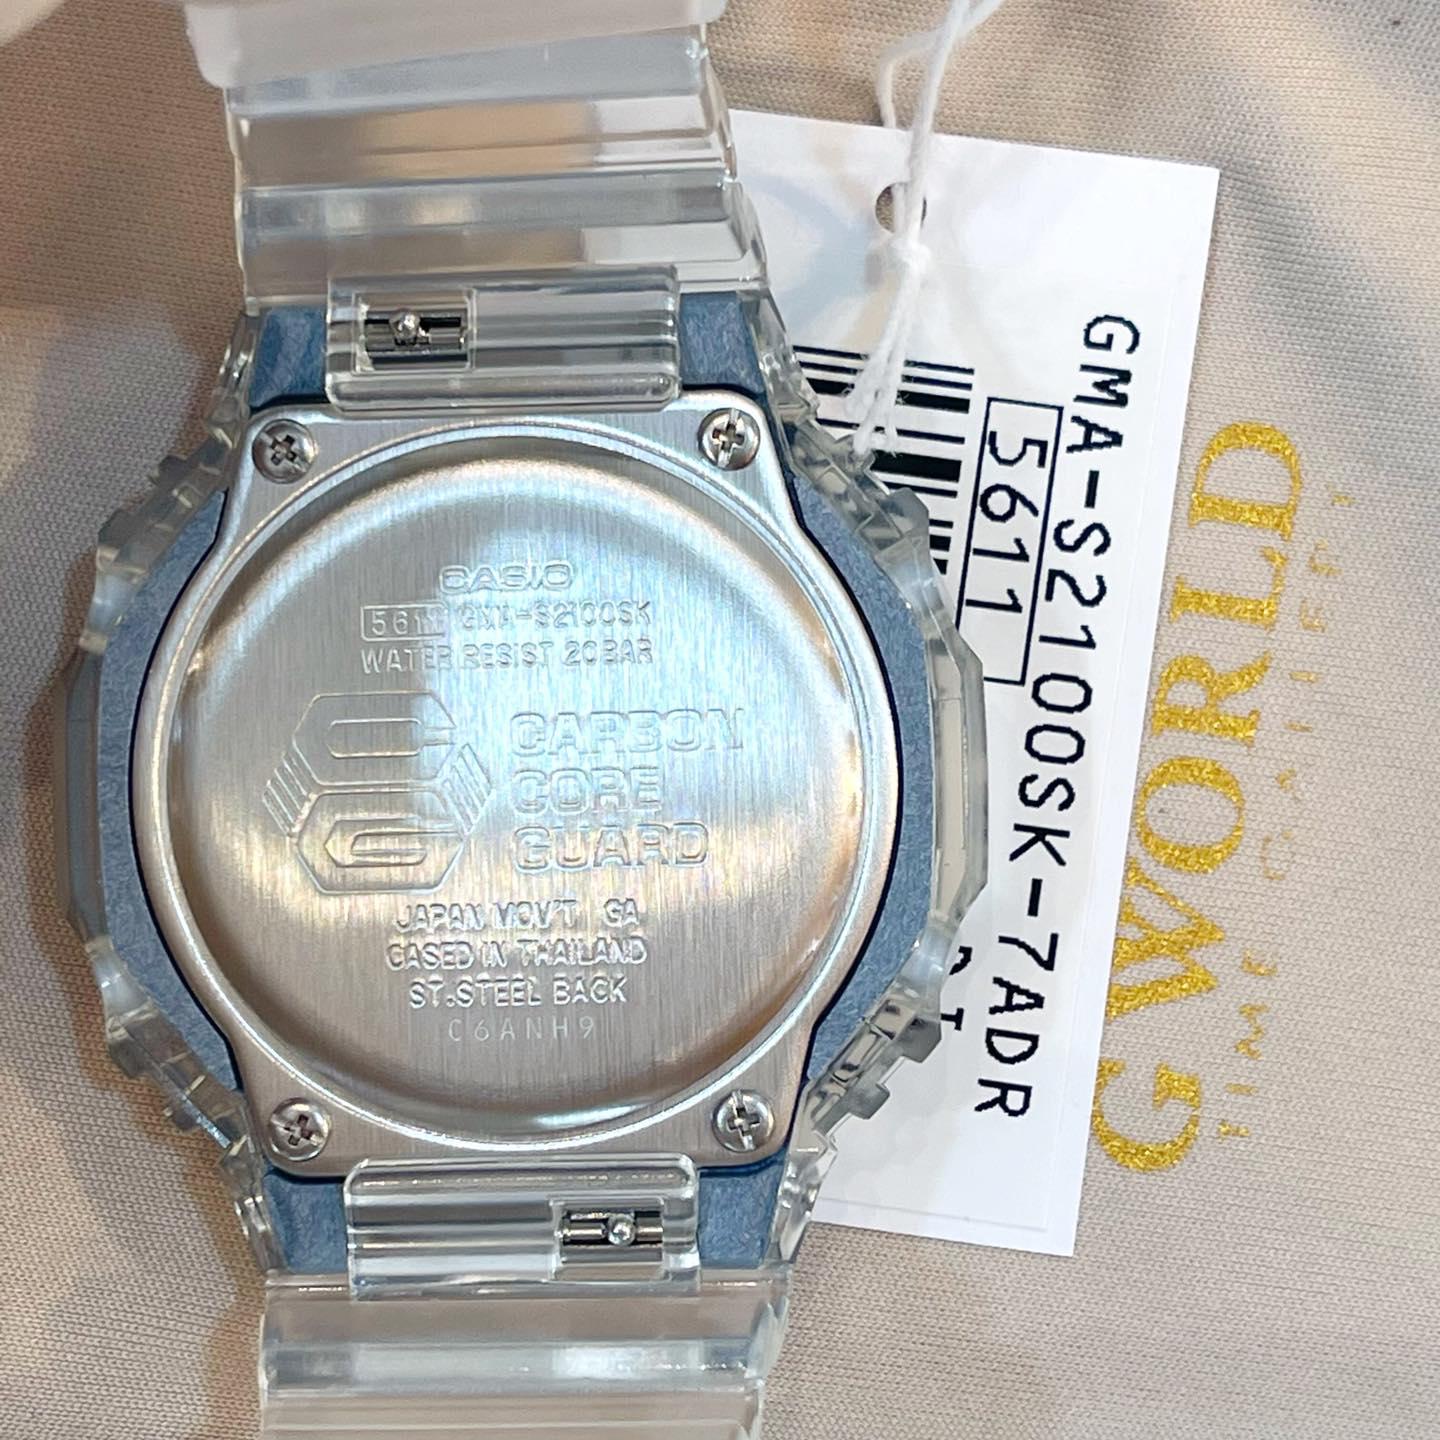 CASIO
5611 GMA-S2100SK
WATER RESIST 20BAR
CARBON
CORE
GUARD
JAPAN MOV'T GA
CASED IN THAILAND
ST.STEEL BACK
C6ANH9
GMA-S2100SK-7ADR
5611
GWORLD
TIME